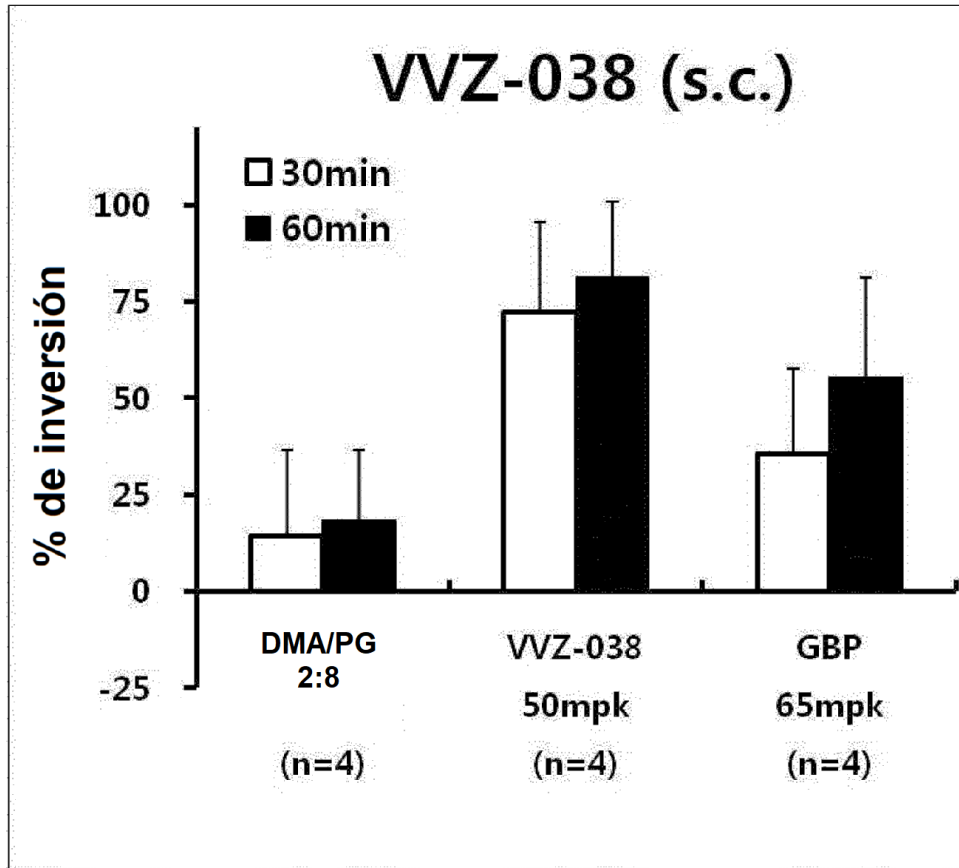 VVZ-038 (s.c.)
30min
60min
% de inversión
100
75
50
25
0
-25
DMA/PG
2:8
(n=4)
VVZ-038
50mpk
(n=4)
GBP
65mpk
(n=4)